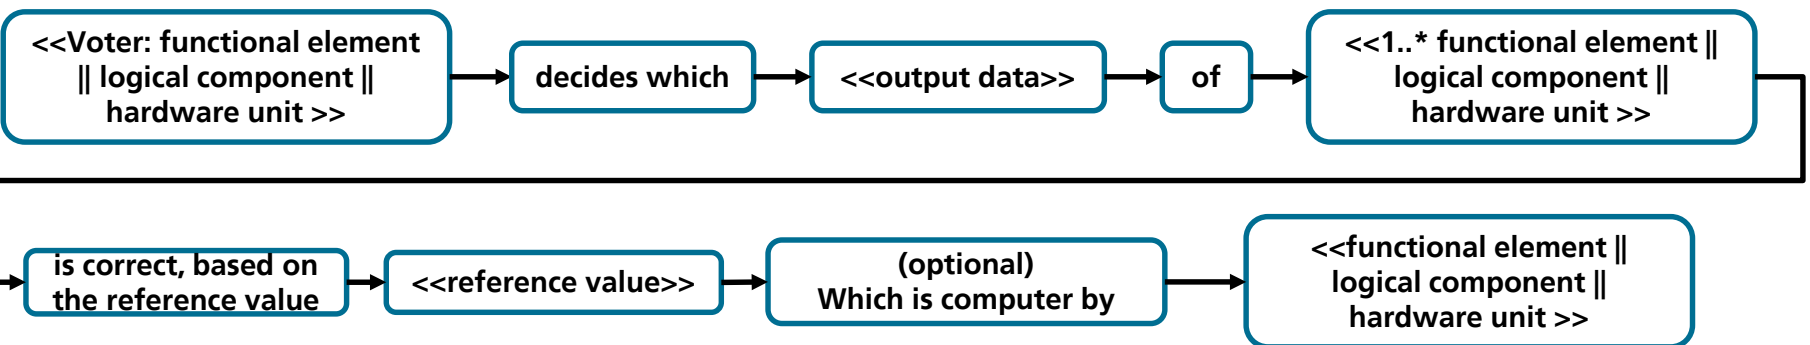 <<Voter: functional element
|| logical component ||
hardware unit >>
decides which
<<output data>>
of
<<1..* functional element ||
logical component ||
hardware unit >>
is correct, based on
the reference value
<<reference value>>
(optional)
Which is computer by
<<functional element ||
logical component ||
hardware unit >>